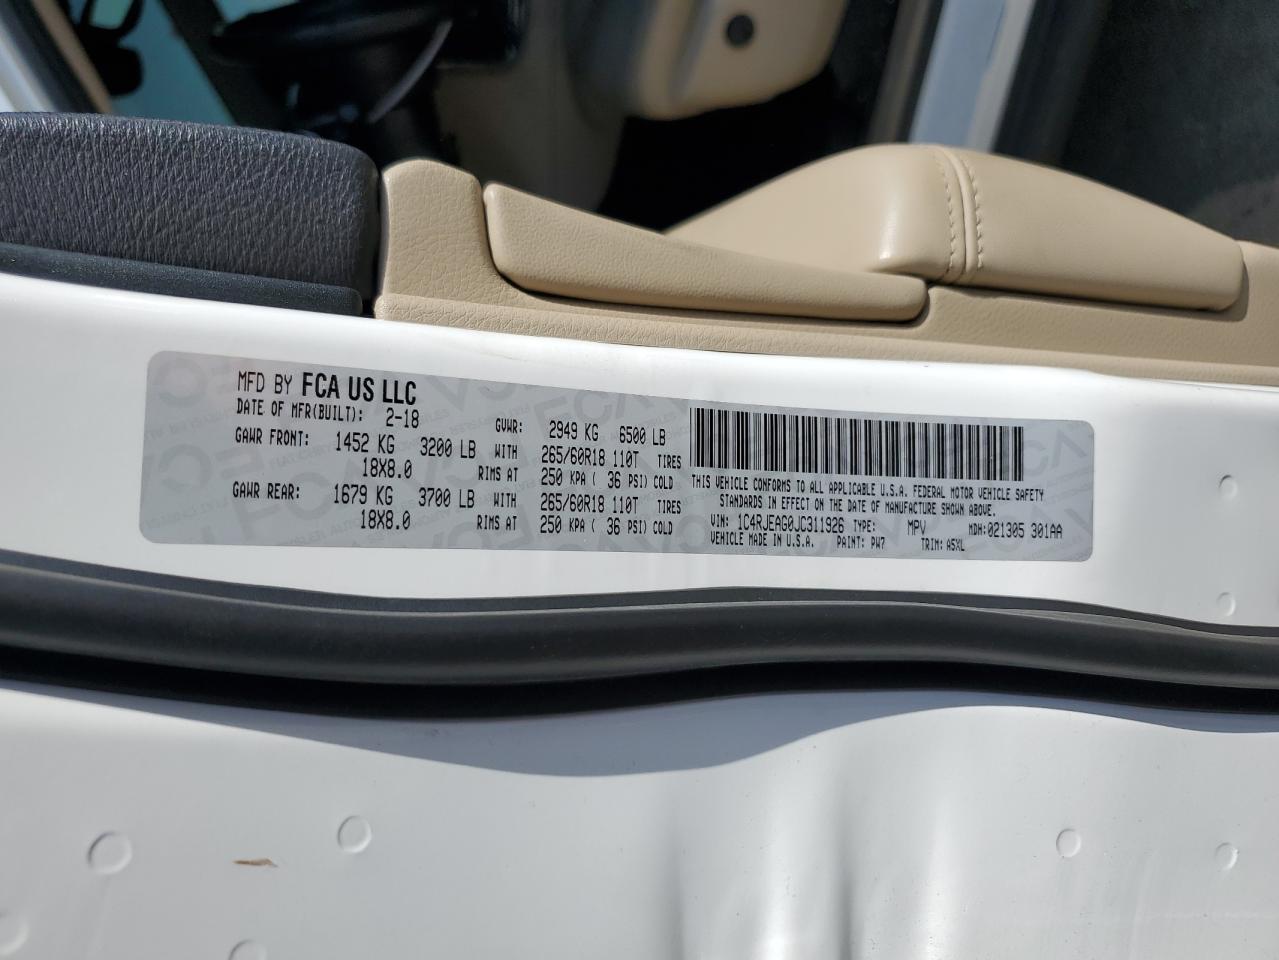 MFD BY FCA US LLC
DATE OF MFR(BUILT): 2-18 GVWR: 2949 KG 6500 LB
GAWR FRONT: 1452 KG 3200 LB WITH 265/60R18 110T TIRES
18X8.0 RIMS AT 250 KPA ( 36 PSI) COLD
GAWR REAR: 1679 KG 3700 LB WITH 265/60R18 110T TIRES
18X8.0 RIMS AT 250 KPA ( 36 PSI) COLD
THIS VEHICLE CONFORMS TO ALL APPLICABLE U.S.A. FEDERAL MOTOR VEHICLE SAFETY
STANDARDS IN EFFECT ON THE DATE OF MANUFACTURE SHOWN ABOVE.
VIN: 1C4RJEAG0JC311926 TYPE: MPV MDH:021305 301AA
VEHICLE MADE IN U.S.A. PAINT: PW7 TRIM: A5XL